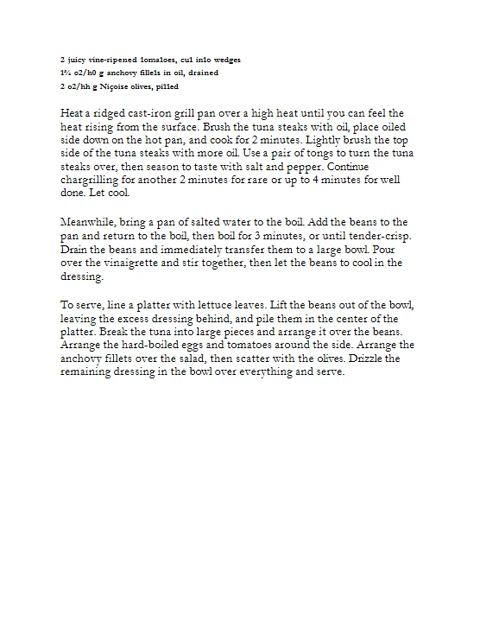 2 juicy vine-ripened 1oma1oes, cu1 in1o wedges
1¾ o2/h0 g anchovy fille1s in oil, drained
2 o2/hh g Niçoise olives, pi11ed
Heat a ridged cast-iron grill pan over a high heat until you can feel the
heat rising from the surface. Brush the tuna steaks with oil, place oiled
side down on the hot pan, and cook for 2 minutes. Lightly brush the top
side of the tuna steaks with more oil. Use a pair of tongs to turn the tuna
steaks over, then season to taste with salt and pepper. Continue
chargrilling for another 2 minutes for rare or up to 4 minutes for well
done. Let cool.
Meanwhile, bring a pan of salted water to the boil. Add the beans to the
pan and return to the boil, then boil for 3 minutes, or until tender-crisp.
Drain the beans and immediately transfer them to a large bowl. Pour
over the vinaigrette and stir together, then let the beans to cool in the
dressing.
To serve, line a platter with lettuce leaves. Lift the beans out of the bowl,
leaving the excess dressing behind, and pile them in the center of the
platter. Break the tuna into large pieces and arrange it over the beans.
Arrange the hard-boiled eggs and tomatoes around the side. Arrange the
anchovy fillets over the salad, then scatter with the olives. Drizzle the
remaining dressing in the bowl over everything and serve.